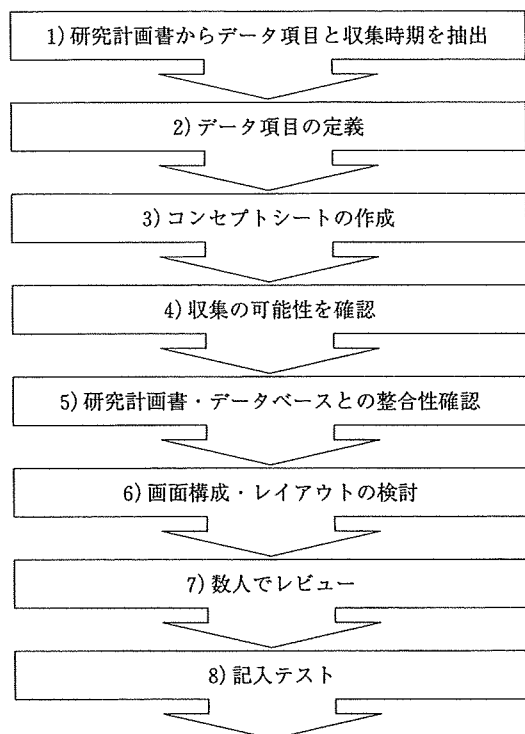 1) 研究計画書からデータ項目と収集時期を抽出
2) データ項目の定義
3) コンセプトシートの作成
4) 収集の可能性を確認
5) 研究計画書・データベースとの整合性確認
6) 画面構成・レイアウトの検討
7) 数人でレビュー
8) 記入テスト